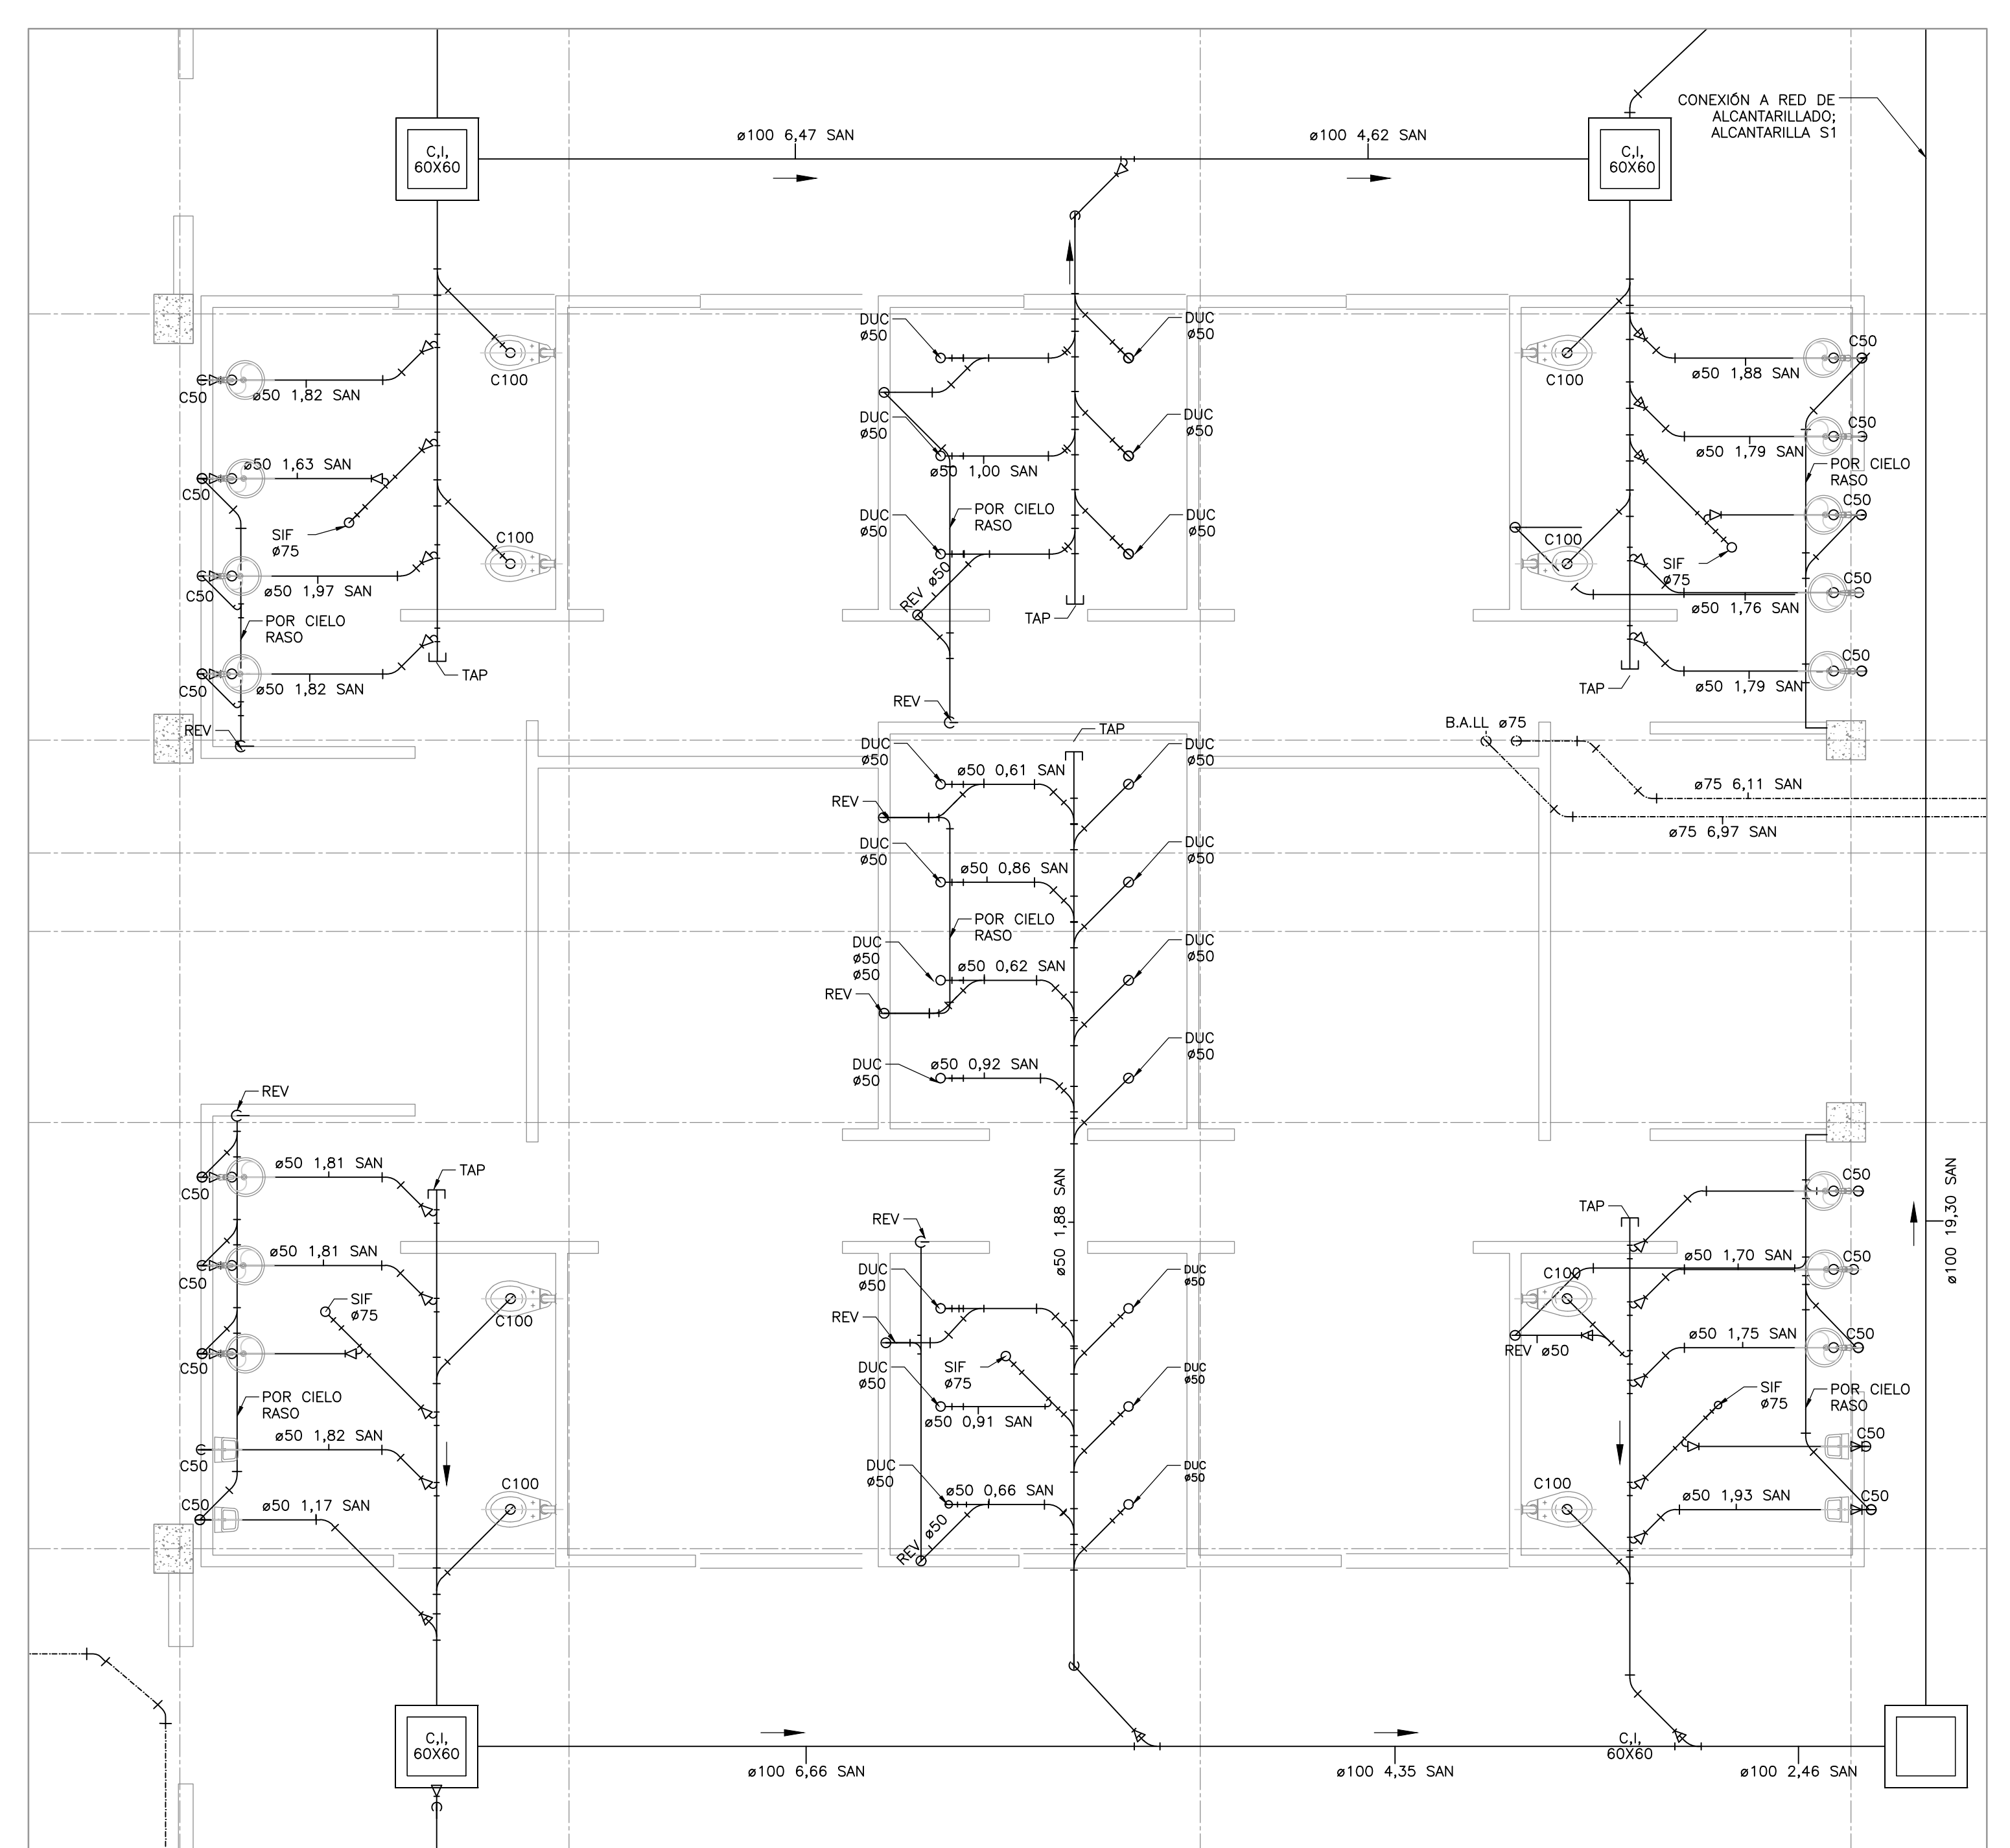 CONEXIÓN A RED DE
ALCANTARILLADO;
ALCANTARILLA S1
ø100 6,47 SAN
ø100 4,62 SAN
C,I,
60X60
C,I,
60X60
DUC
ø50
DUC
ø50
C50
C100
C100
ø50 1,88 SAN
C50
ø50 1,82 SAN
DUC
ø50
DUC
ø50
C50
ø50 1,79 SAN
ø50 1,63 SAN
ø50 1,00 SAN
POR CIELO
RASO
C50
C50
SIF
ø75
C100
DUC
ø50
POR CIELO
RASO
DUC
ø50
C100
SIF
ø75
C50
C50
ø50 1,97 SAN
REV ø50
ø50 1,76 SAN
POR CIELO
RASO
TAP
C50
TAP
C50
ø50 1,82 SAN
TAP
ø50 1,79 SAN
REV
REV
B.A.LL ø75
TAP
DUC
ø50
DUC
ø50
ø50 0,61 SAN
REV
ø75 6,11 SAN
ø75 6,97 SAN
DUC
ø50
ø50 0,86 SAN
DUC
ø50
POR CIELO
RASO
DUC
ø50
ø50
ø50 0,62 SAN
DUC
ø50
REV
DUC
ø50
ø50 0,92 SAN
DUC
ø50
REV
ø50 1,81 SAN
TAP
C50
ø50 1,88 SAN
C50
ø100 19,30 SAN
REV
TAP
ø50 1,81 SAN
C50
ø50 1,70 SAN
C50
C100
SIF
ø75
C100
DUC
ø50
DUC
ø50
REV
ø50 1,75 SAN
C50
REV ø50
C50
DUC
ø50
SIF
ø75
DUC
ø50
POR CIELO
RASO
SIF
ø75
POR CIELO
RASO
ø50 0,91 SAN
ø50 1,82 SAN
C50
C50
DUC
ø50
ø50 0,66 SAN
DUC
ø50
C100
C100
C50
ø50 1,17 SAN
ø50 1,93 SAN
C50
REV ø50
C,I,
60X60
C,I,
60X60
ø100 6,66 SAN
ø100 4,35 SAN
ø100 2,46 SAN